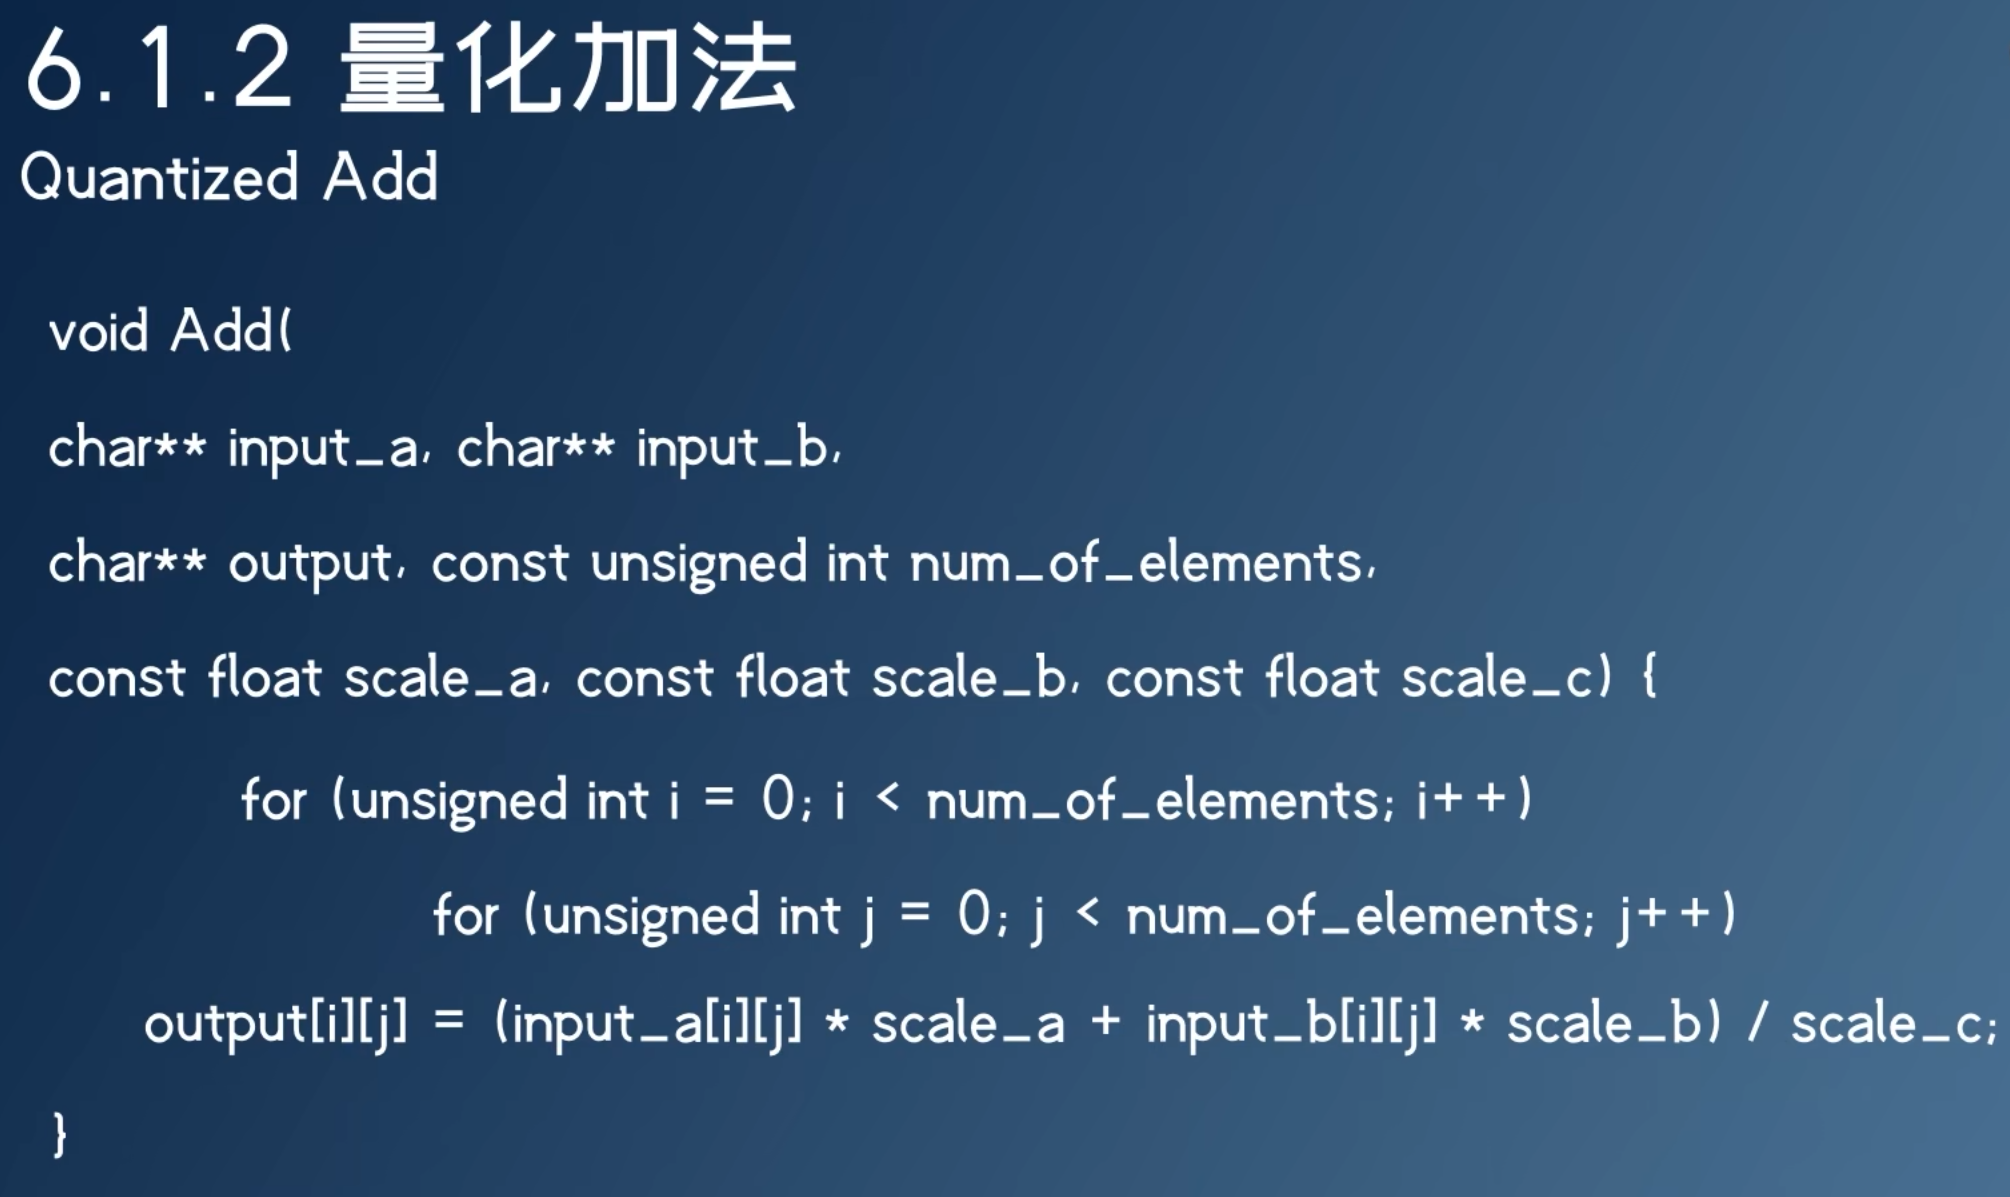 6.1.2 量化加法
Quantized Add
void Add(
char** input_a, char** input_b,
char** output, const unsigned int num_of_elements,
const float scale_a, const float scale_b, const float scale_c) {
for (unsigned int i = 0; i < num_of_elements; i++)
for (unsigned int j = 0; j < num_of_elements; j++)
output[i][j] = (input_a[i][j] * scale_a + input_b[i][j] * scale_b) / scale_c;
}